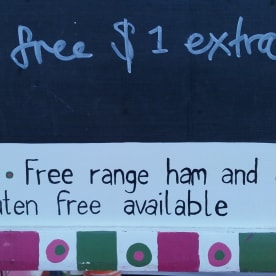 free $1 extra
• Free range ham and
free available